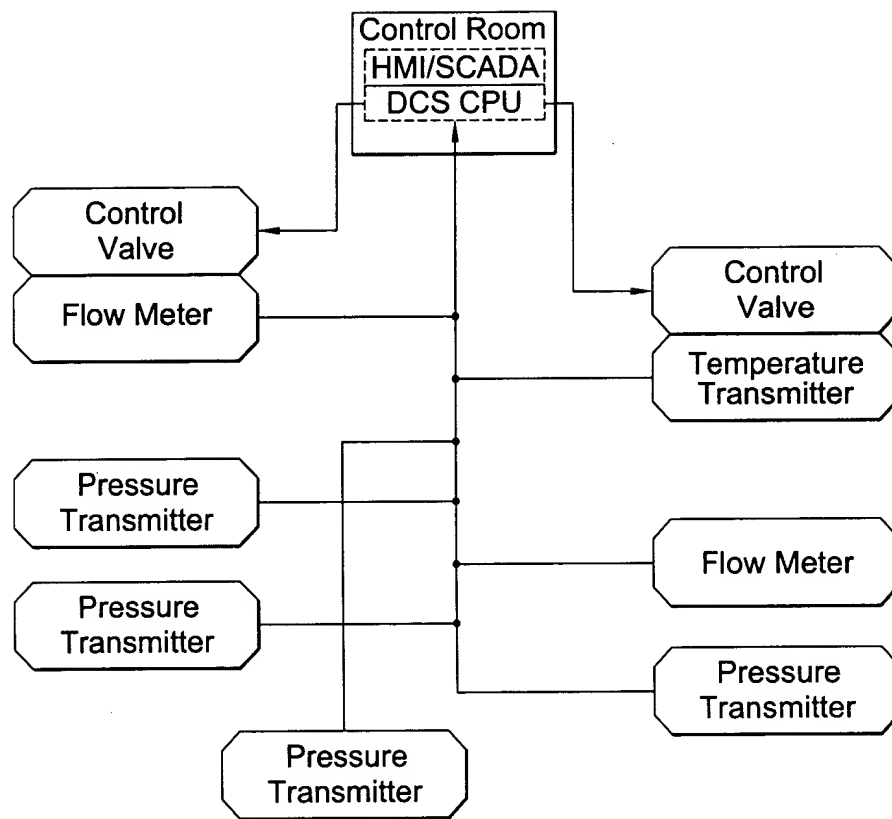 Control Room
HMI/SCADA
DCS CPU
Control
Valve
Flow Meter
Control
Valve
Temperature
Transmitter
Pressure
Transmitter
Flow Meter
Pressure
Transmitter
Pressure
Transmitter
Pressure
Transmitter